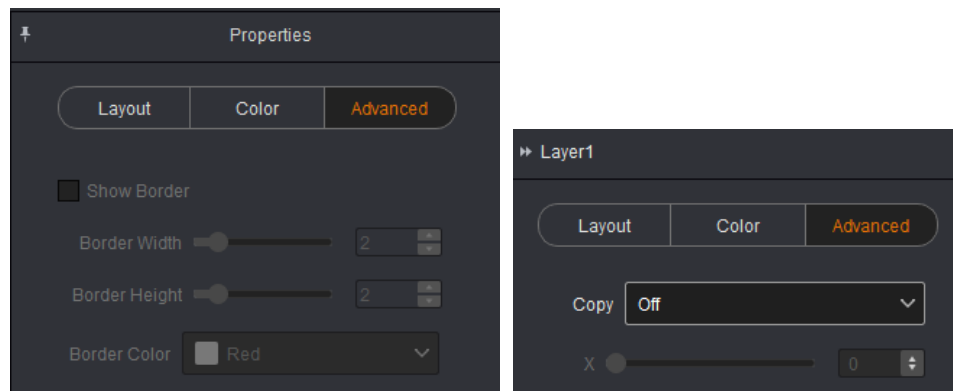 Properties
Layout Color Advanced
Show Border
Border Width 2
Border Height 2
Border Color Red
Layer1
Layout Color Advanced
Copy Off
X 0